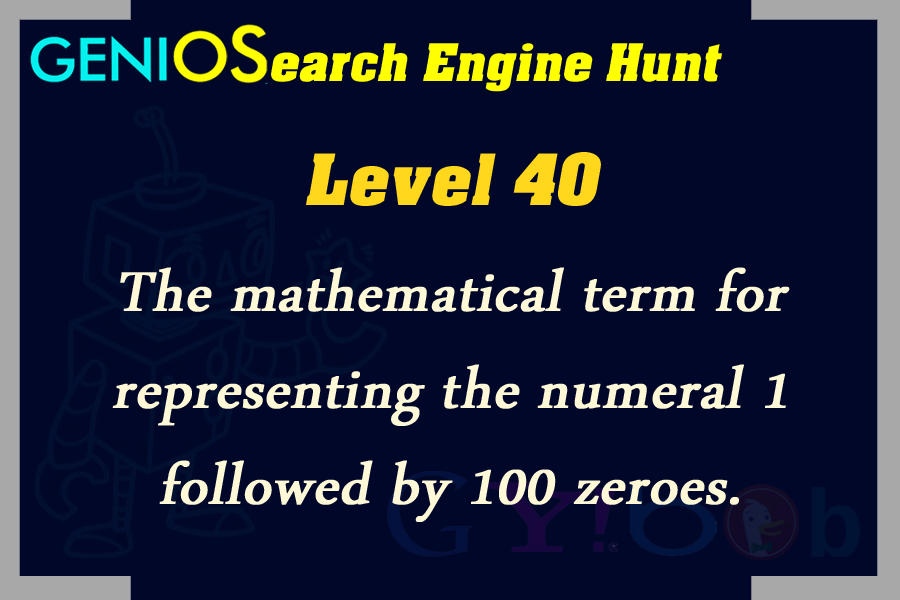 GENIOSearch Engine Hunt
Level 40
The mathematical term for
representing the numeral 1
followed by 100 zeroes.
G Y! O b